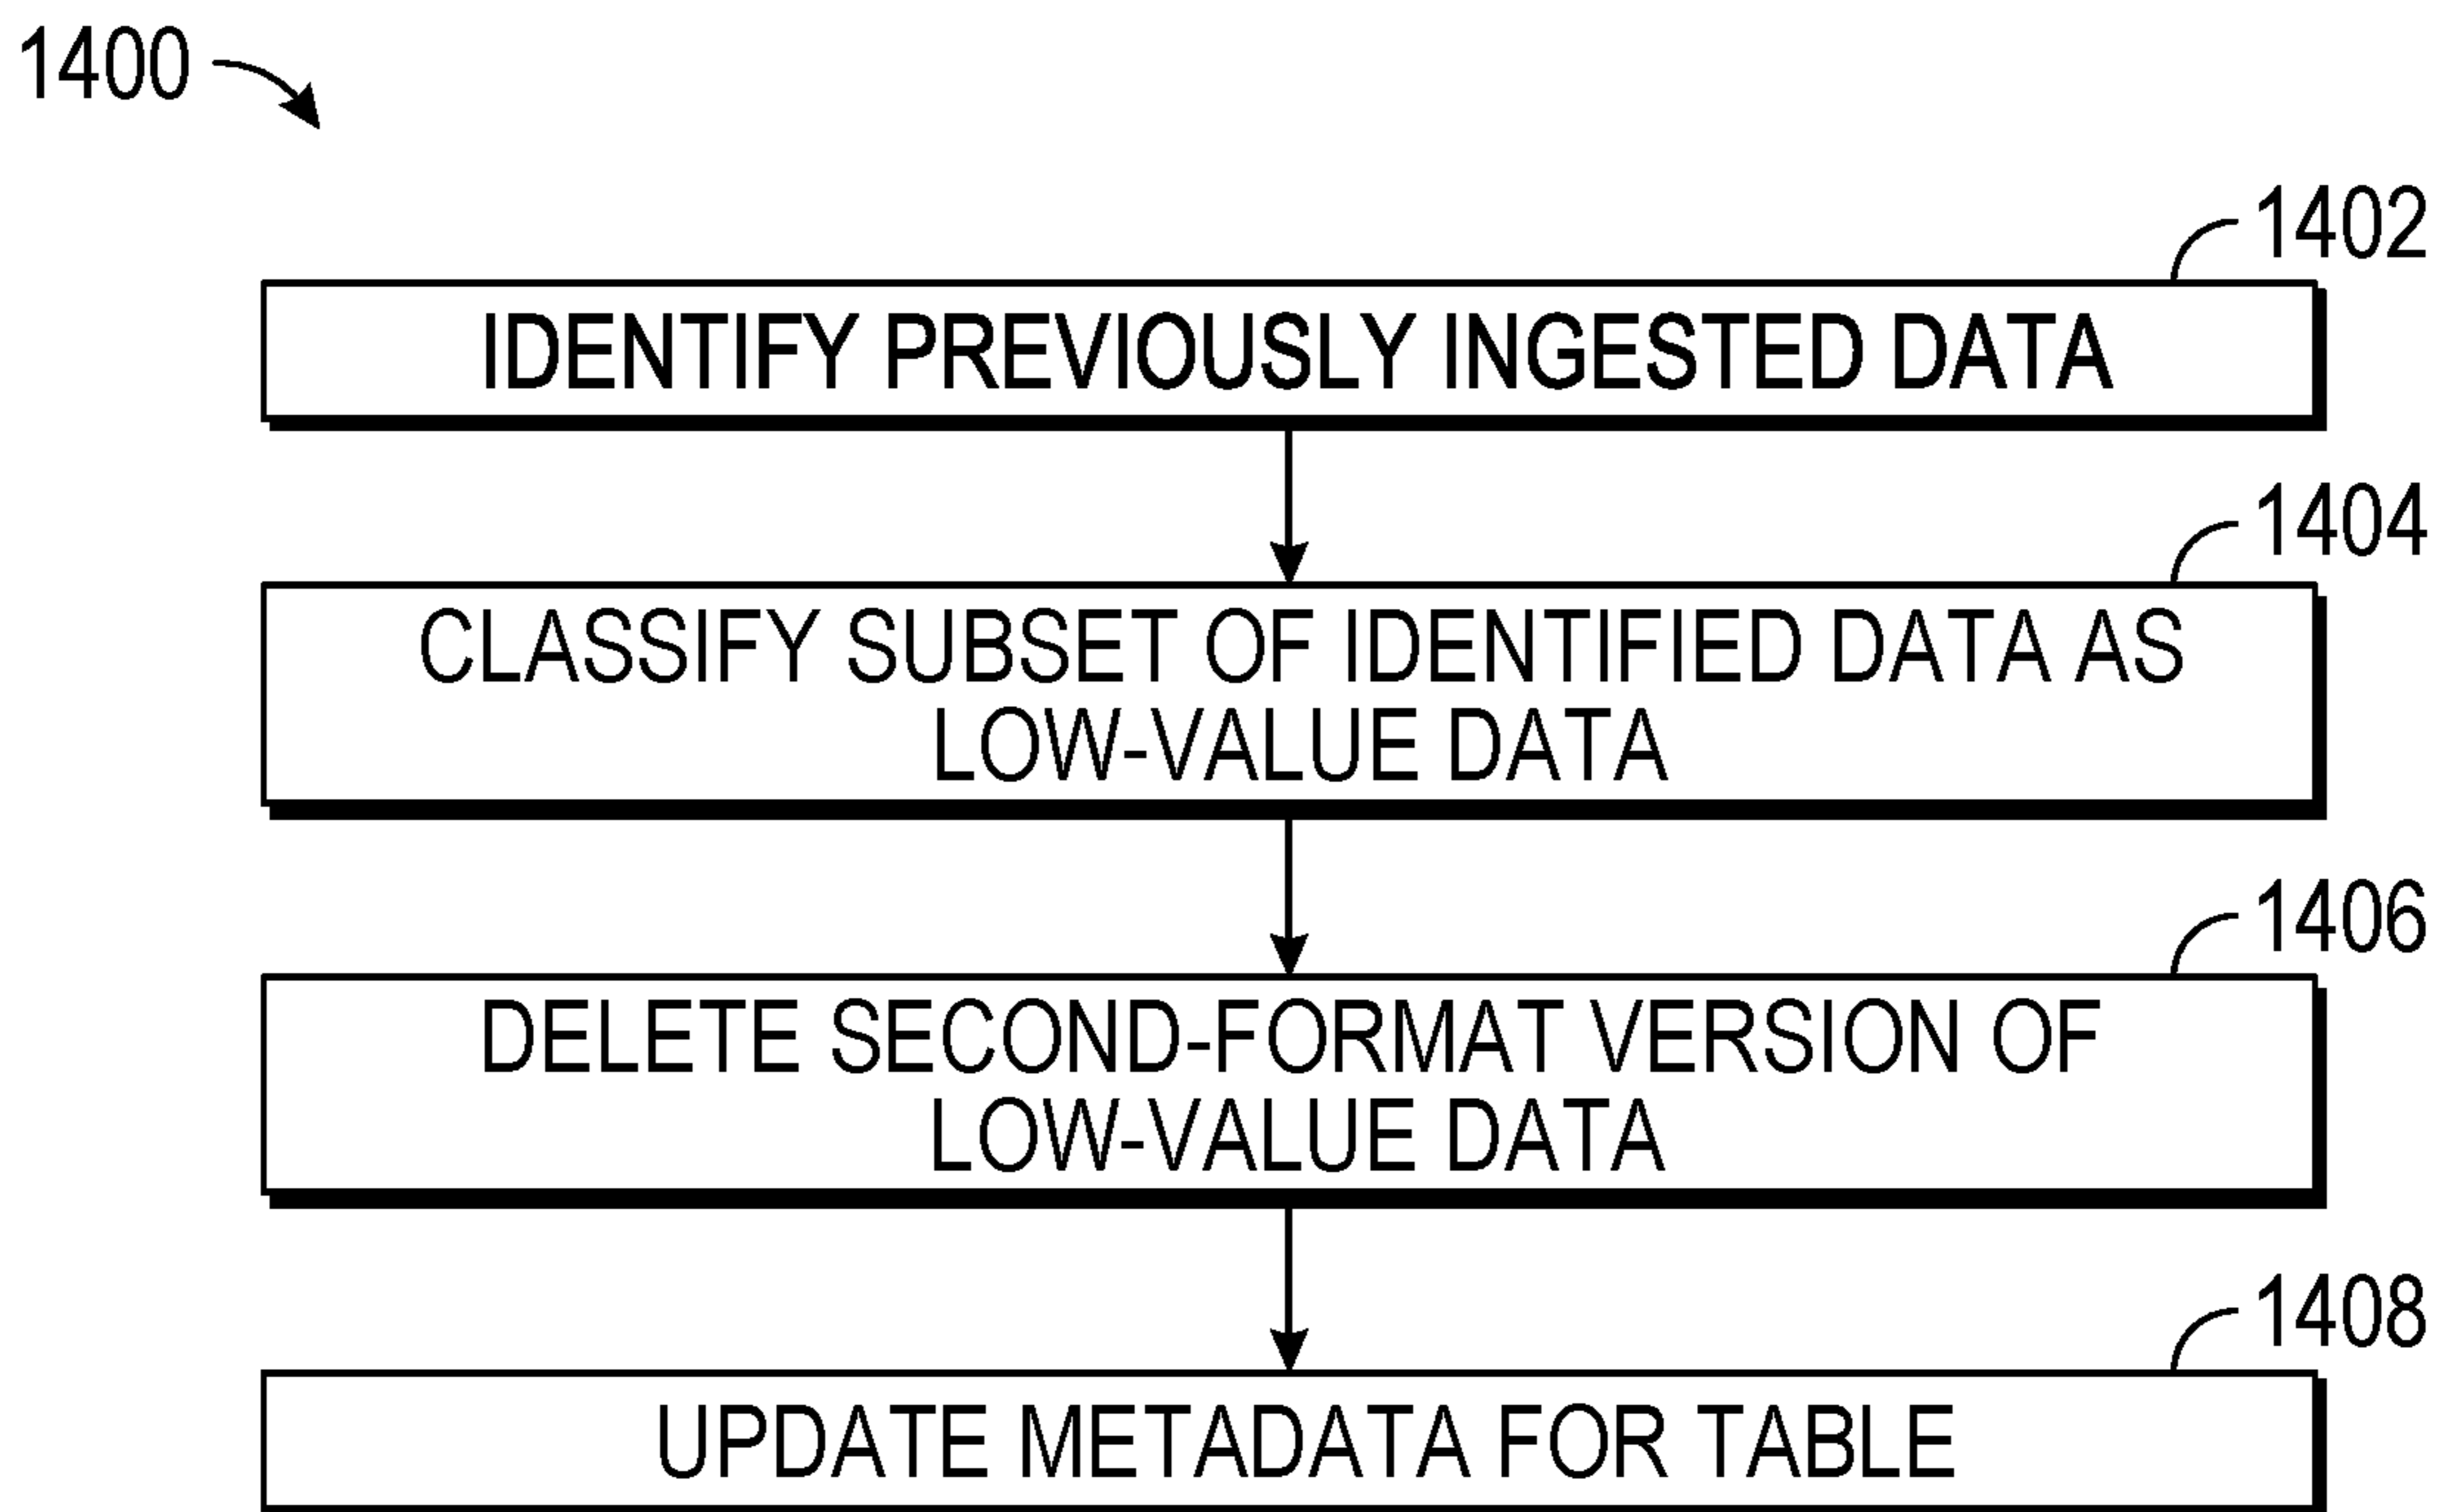 1400
1402
IDENTIFY PREVIOUSLY INGESTED DATA
1404
CLASSIFY SUBSET OF IDENTIFIED DATA AS
LOW-VALUE DATA
1406
DELETE SECOND-FORMAT VERSION OF
LOW-VALUE DATA
1408
UPDATE METADATA FOR TABLE